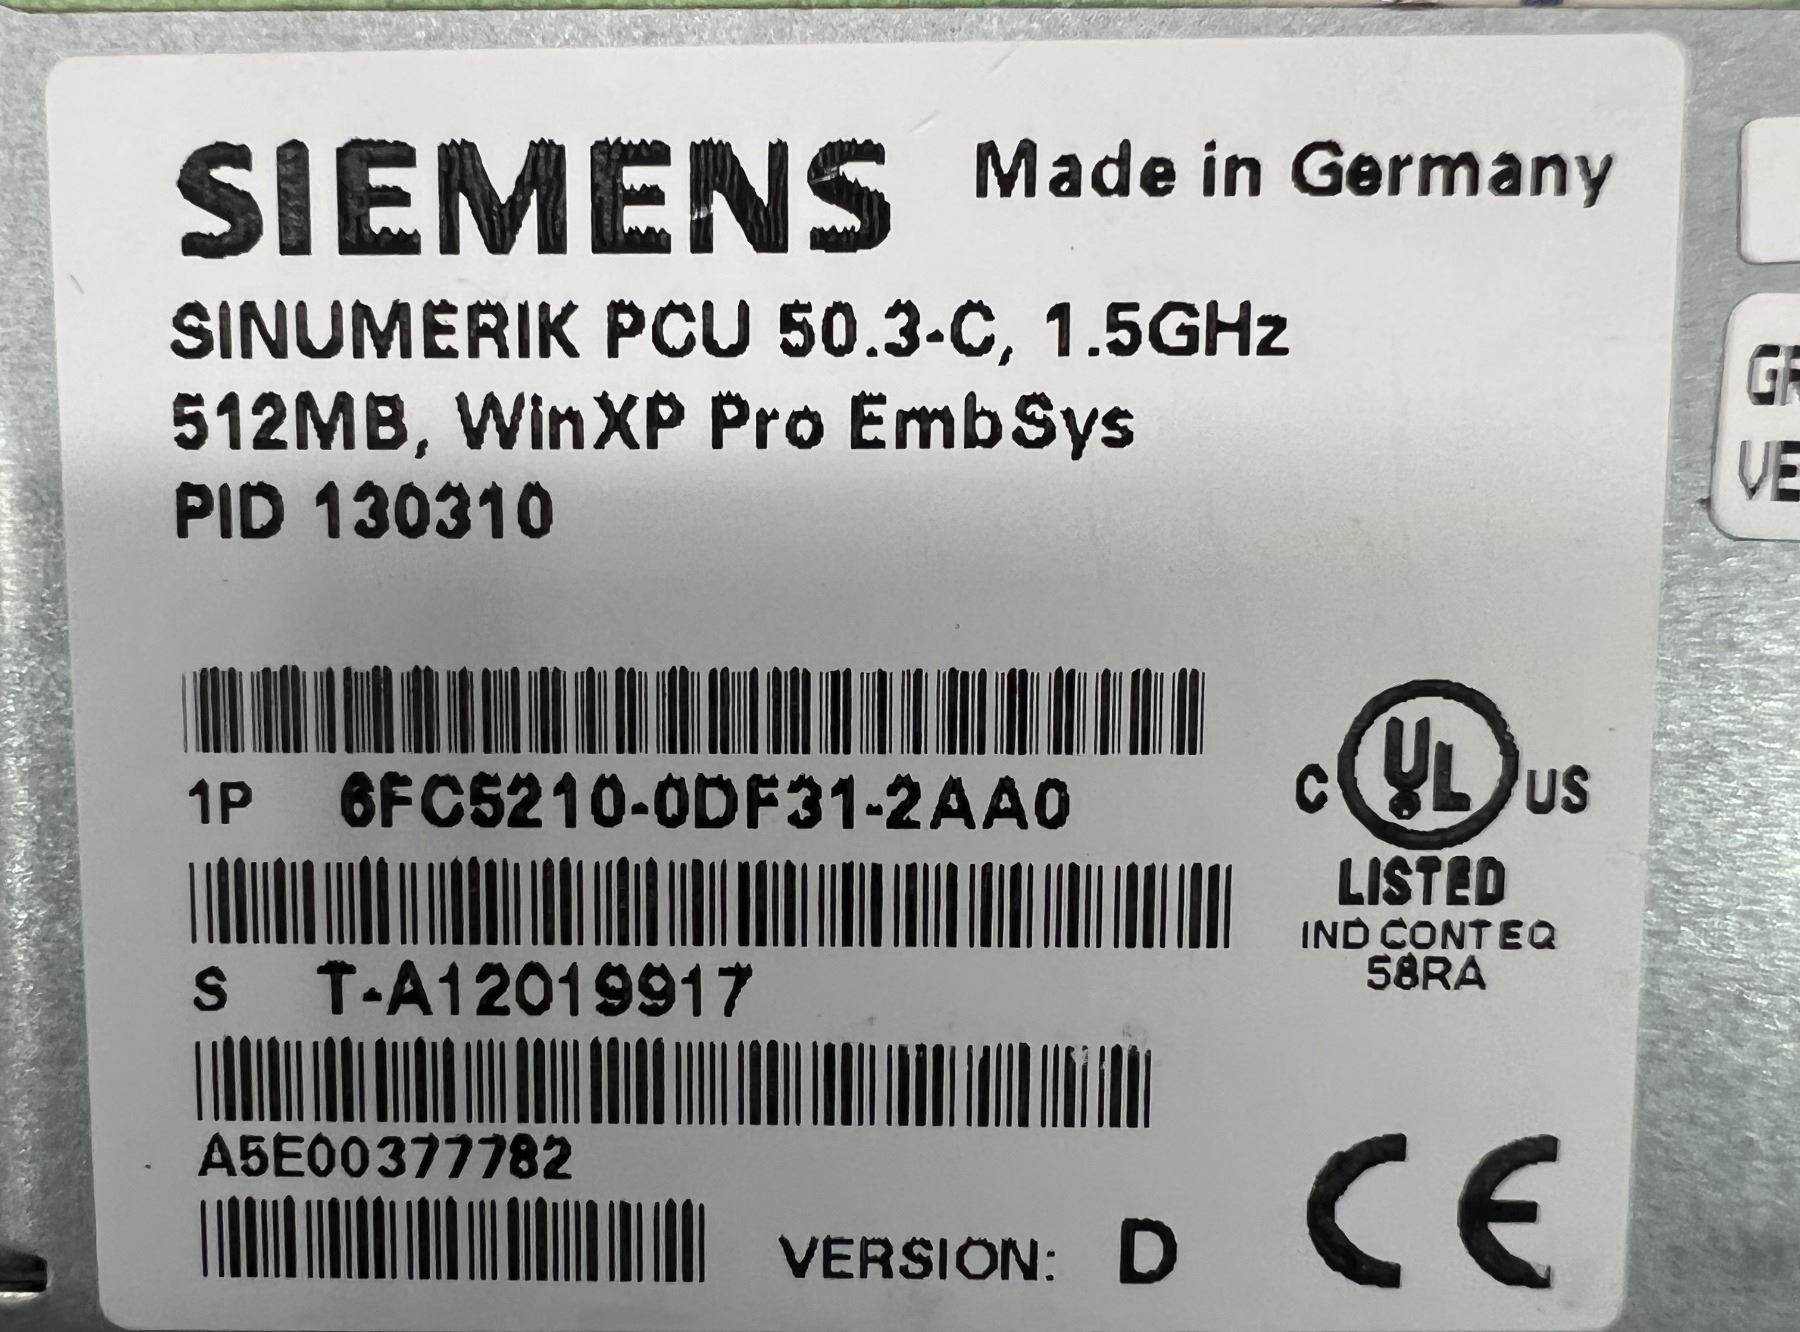 SIEMENS Made in Germany
SINUMERIK PCU 50.3-C, 1.5GHz
512MB, WinXP Pro EmbSys
PID 130310
1P 6FC5210-0DF31-2AA0
C UL US
LISTED
IND CONT EQ
58RA
S T-A12019917
A5E00377782
VERSION: D
CE